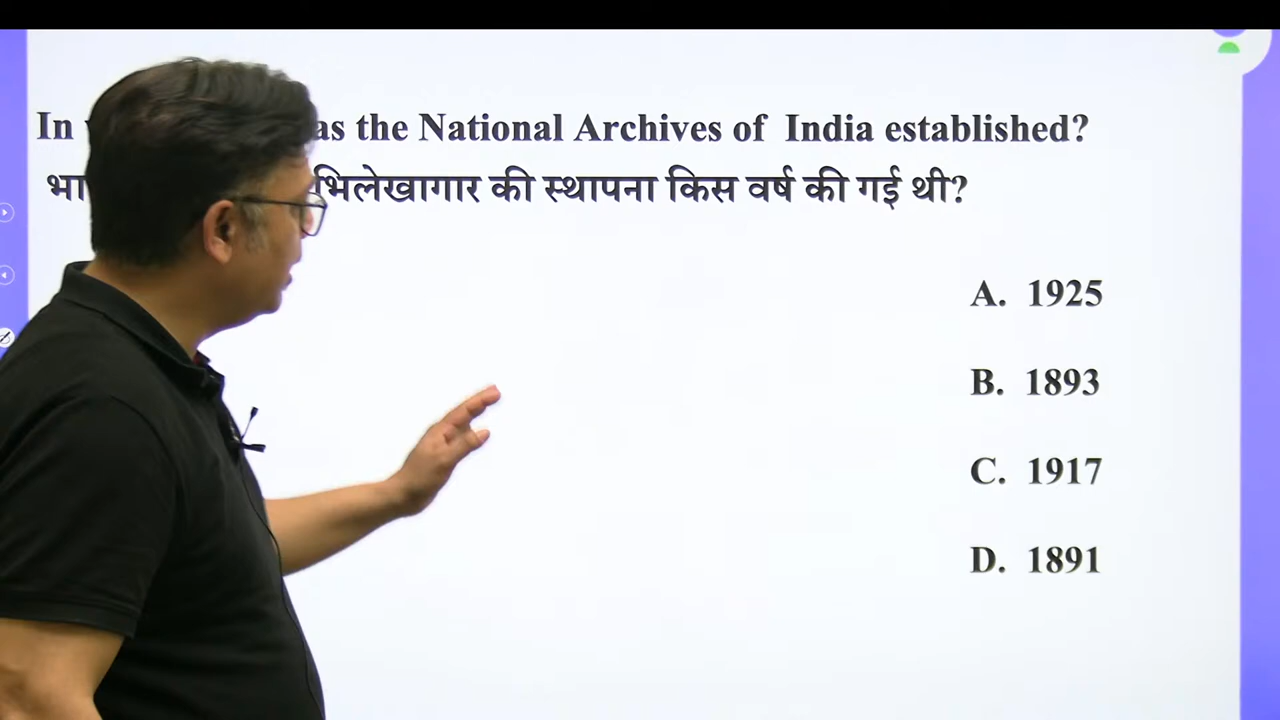 In as the National Archives of India established?
भा भिलेखागार की स्थापना किस वर्ष की गई थी?
A. 1925
B. 1893
C. 1917
D. 1891